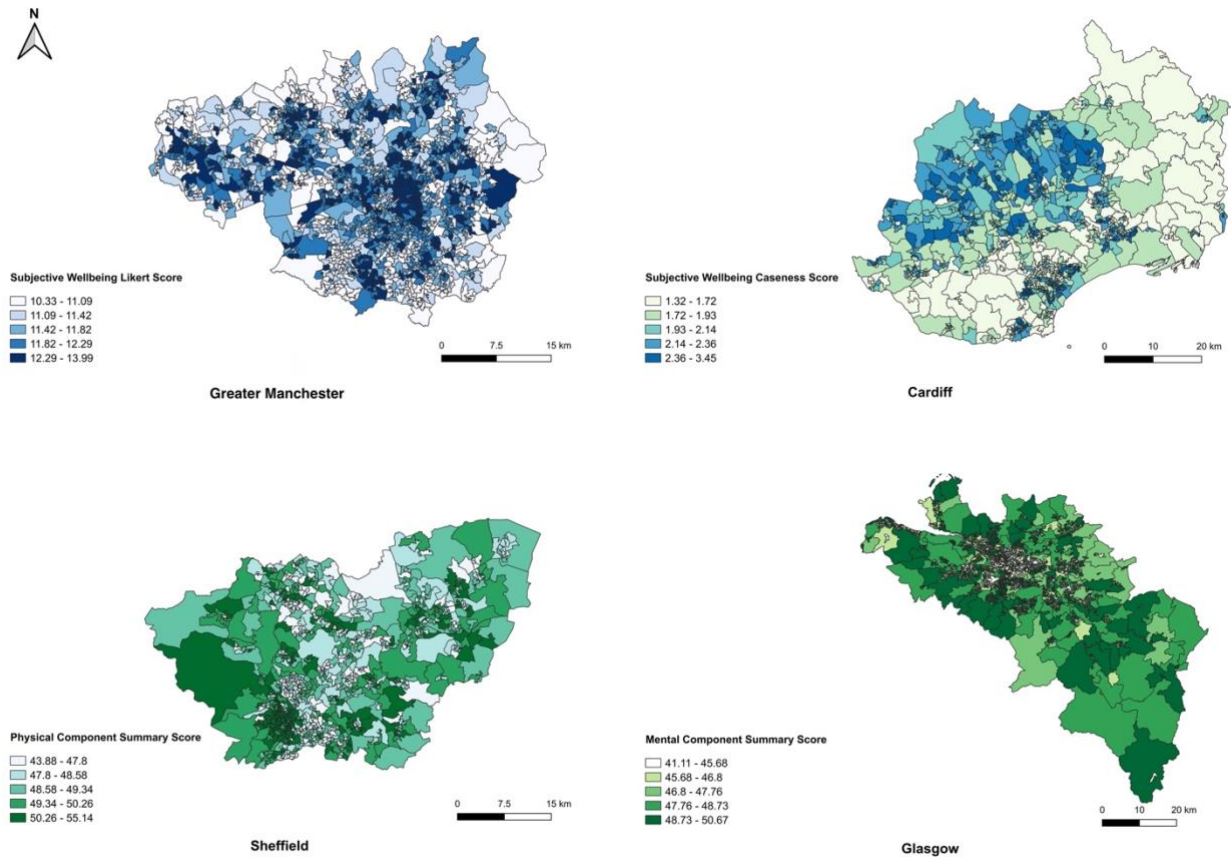 N
Subjective Wellbeing Likert Score
10.33 - 11.09
11.09 - 11.42
11.42 - 11.82
11.82 - 12.29
12.29 - 13.99
0 7.5 15 km
Greater Manchester
Subjective Wellbeing Caseness Score
1.32 - 1.72
1.72 - 1.93
1.93 - 2.14
2.14 - 2.36
2.36 - 3.45
0 10 20 km
Cardiff
Physical Component Summary Score
43.88 - 47.8
47.8 - 48.58
48.58 - 49.34
49.34 - 50.26
50.26 - 55.14
0 7.5 15 km
Sheffield
Mental Component Summary Score
41.11 - 45.68
45.68 - 46.8
46.8 - 47.76
47.76 - 48.73
48.73 - 50.67
0 10 20 km
Glasgow